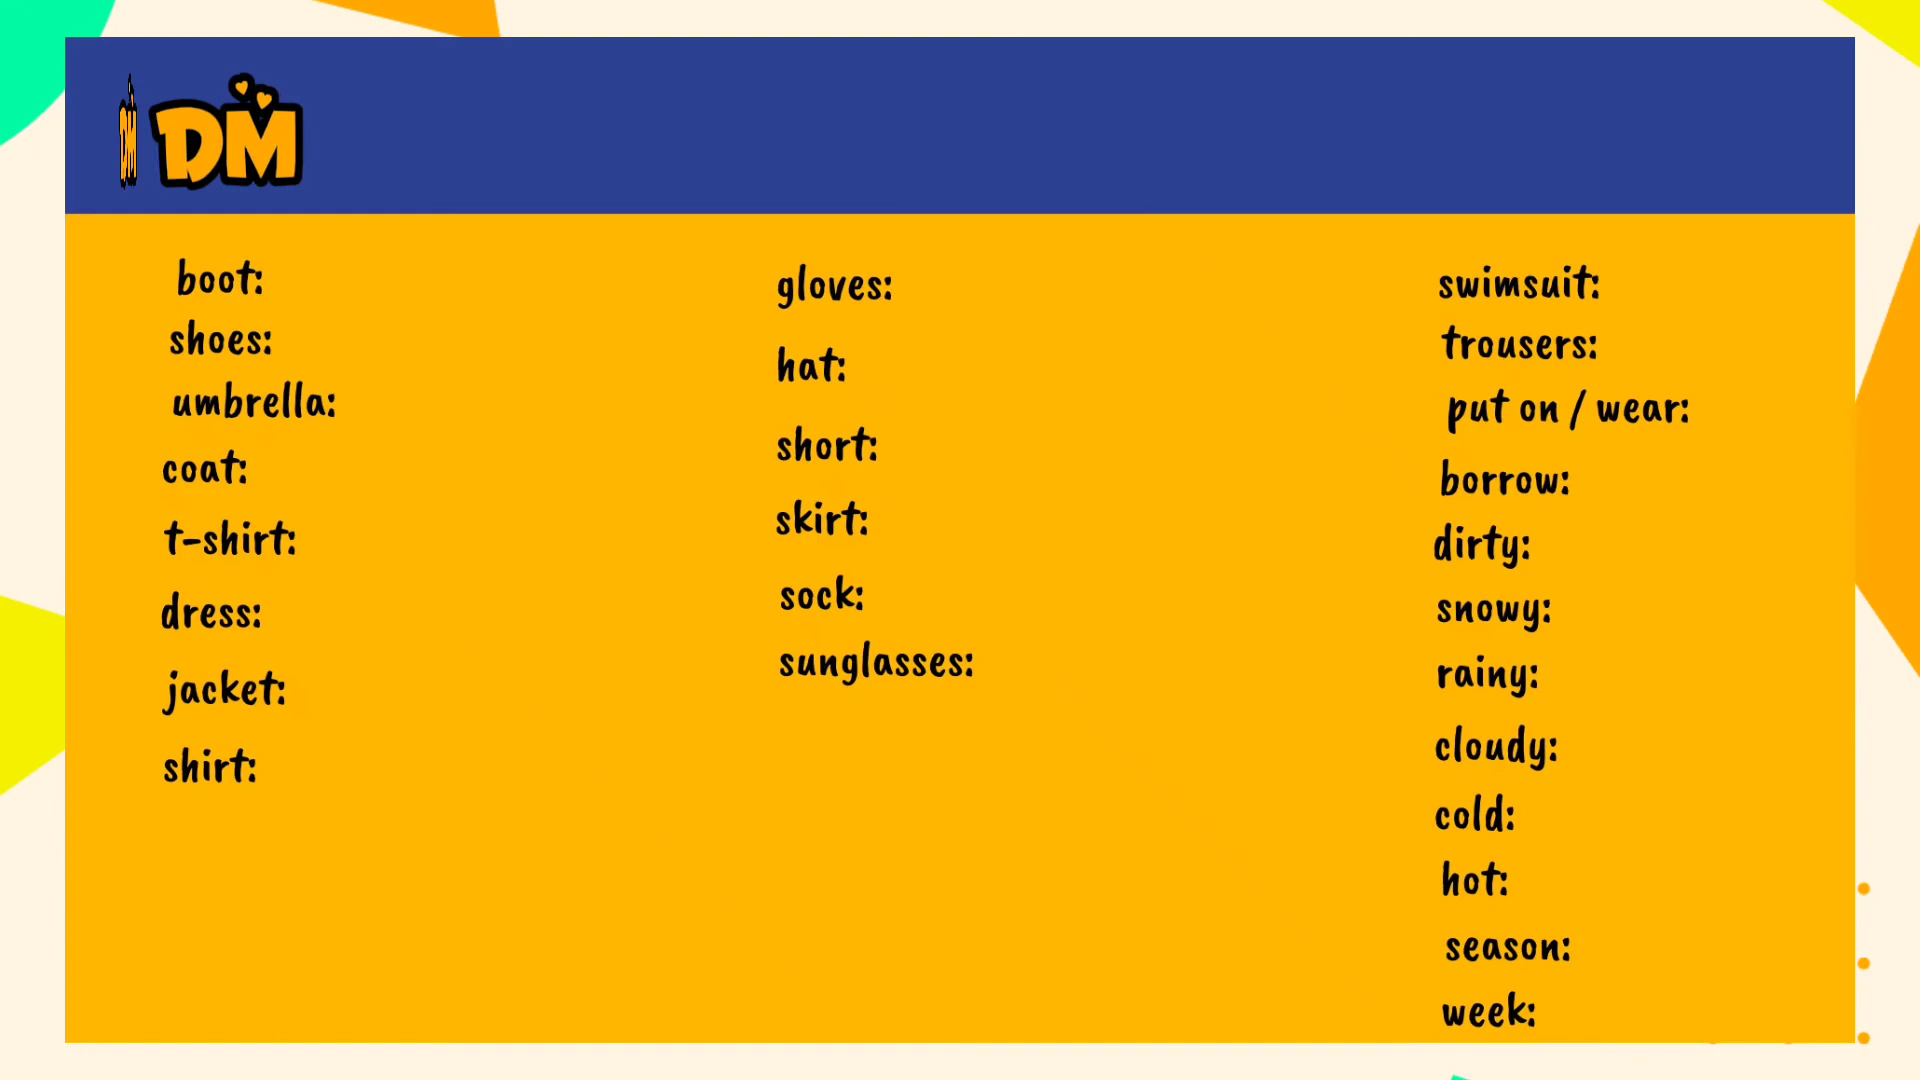 DM DM
boot:
shoes:
umbrella:
coat:
t-shirt:
dress:
jacket:
shirt:
gloves:
hat:
short:
skirt:
sock:
sunglasses:
swimsuit:
trousers:
put on / wear:
borrow:
dirty:
snowy:
rainy:
cloudy:
cold:
hot:
season:
week: